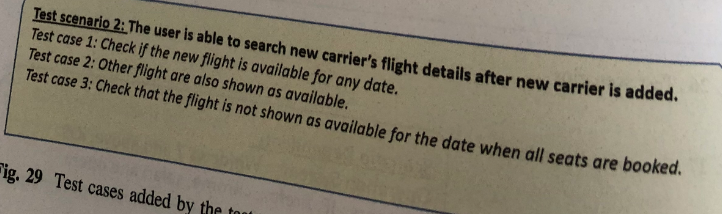 Test scenario 2: The user is able to search new carrier's flight details after new carrier is added.
Test case 1: Check if the new flight is available for any date.
Test case 2: Other flight are also shown as available.
Test case 3: Check that the flight is not shown as available for the date when all seats are booked.
Fig. 29 Test cases added by the